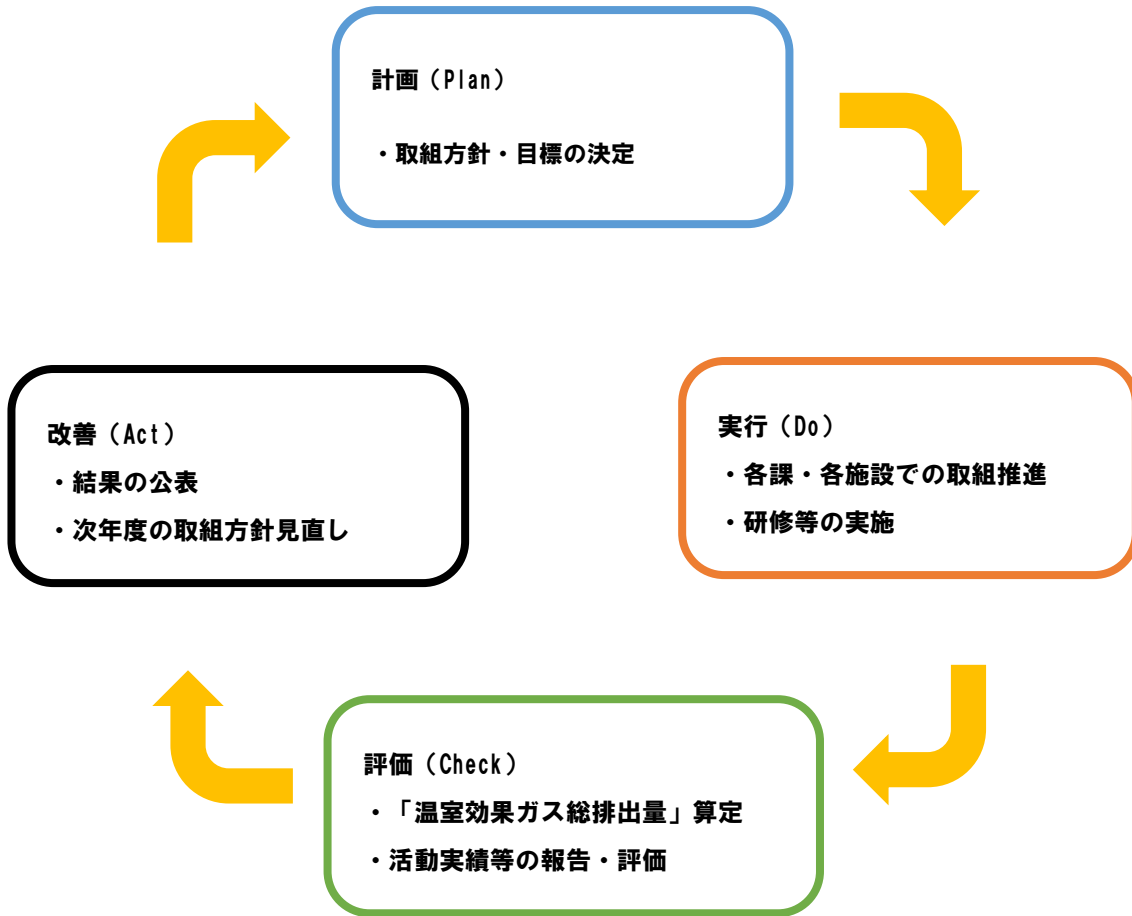 計画（Plan）
・取組方針・目標の決定
実行（Do）
・各課・各施設での取組推進
・研修等の実施
評価（Check）
・「温室効果ガス総排出量」算定
・活動実績等の報告・評価
改善（Act）
・結果の公表
・次年度の取組方針見直し